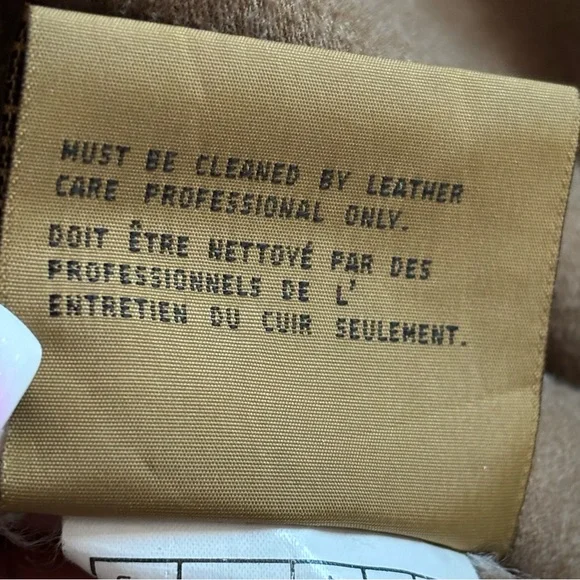 MUST BE CLEANED BY LEATHER
CARE PROFESSIONAL ONLY.
DOIT ÊTRE NETTOYÉ PAR DES
PROFESSIONNELS DE L'
ENTRETIEN DU CUIR SEULEMENT.